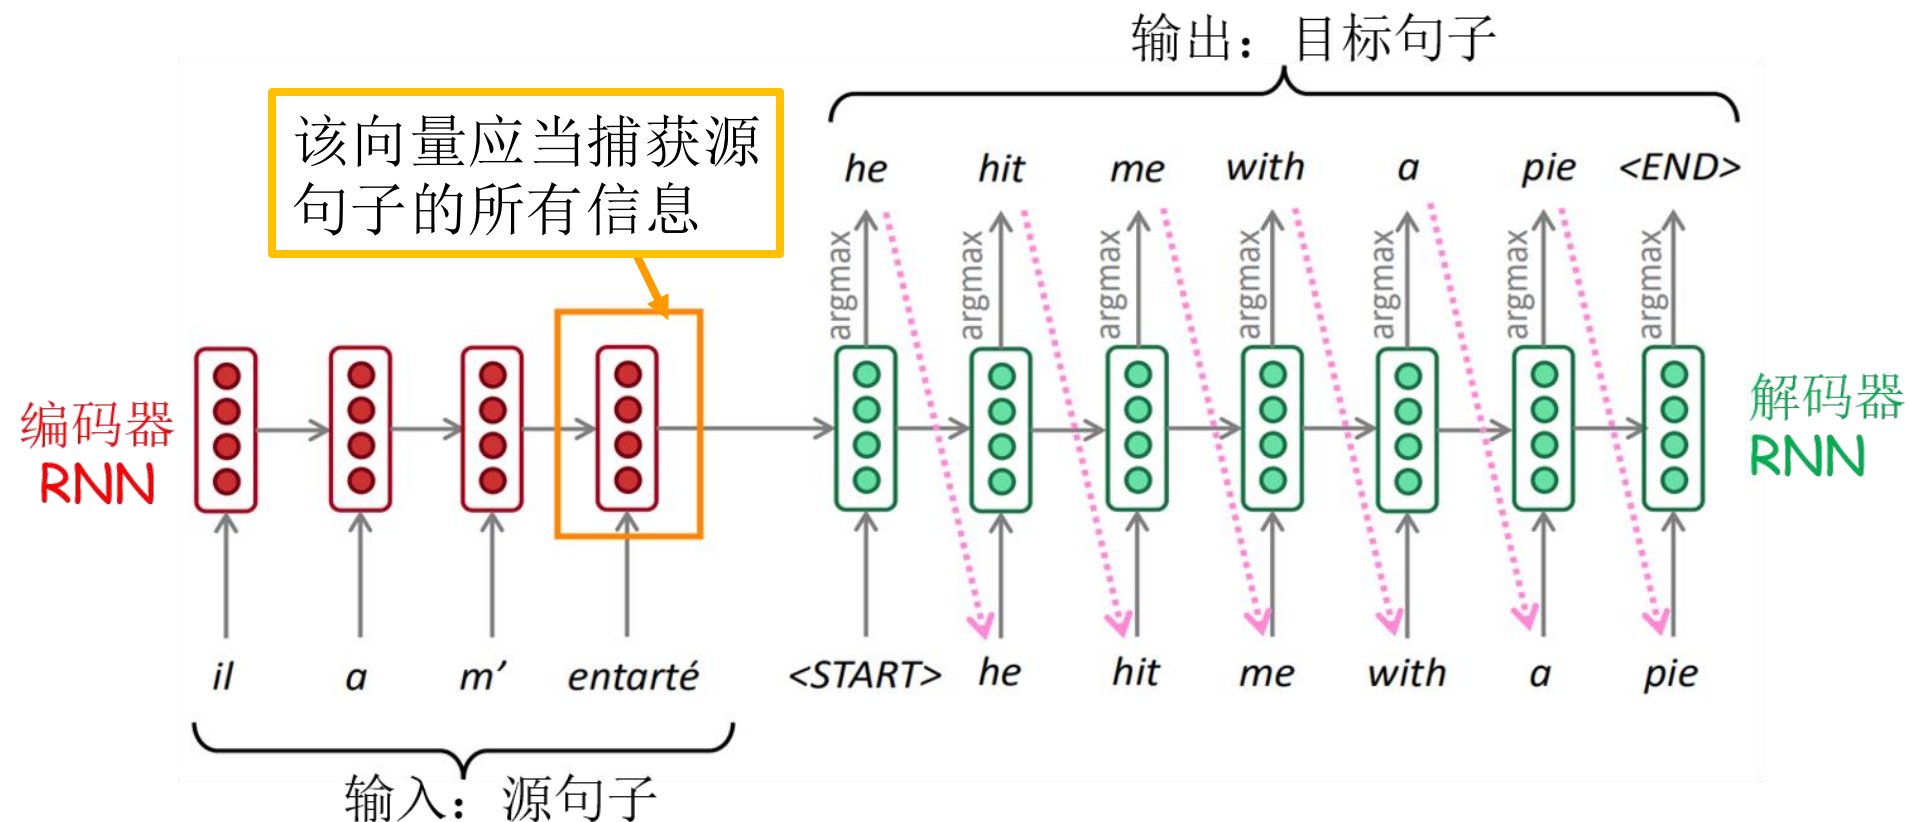 输出：目标句子
该向量应当捕获源
句子的所有信息
he hit me with a pie <END>
argmax argmax argmax argmax argmax argmax argmax
编码器
RNN
解码器
RNN
il a m’ entarté <START> he hit me with a pie
输入：源句子